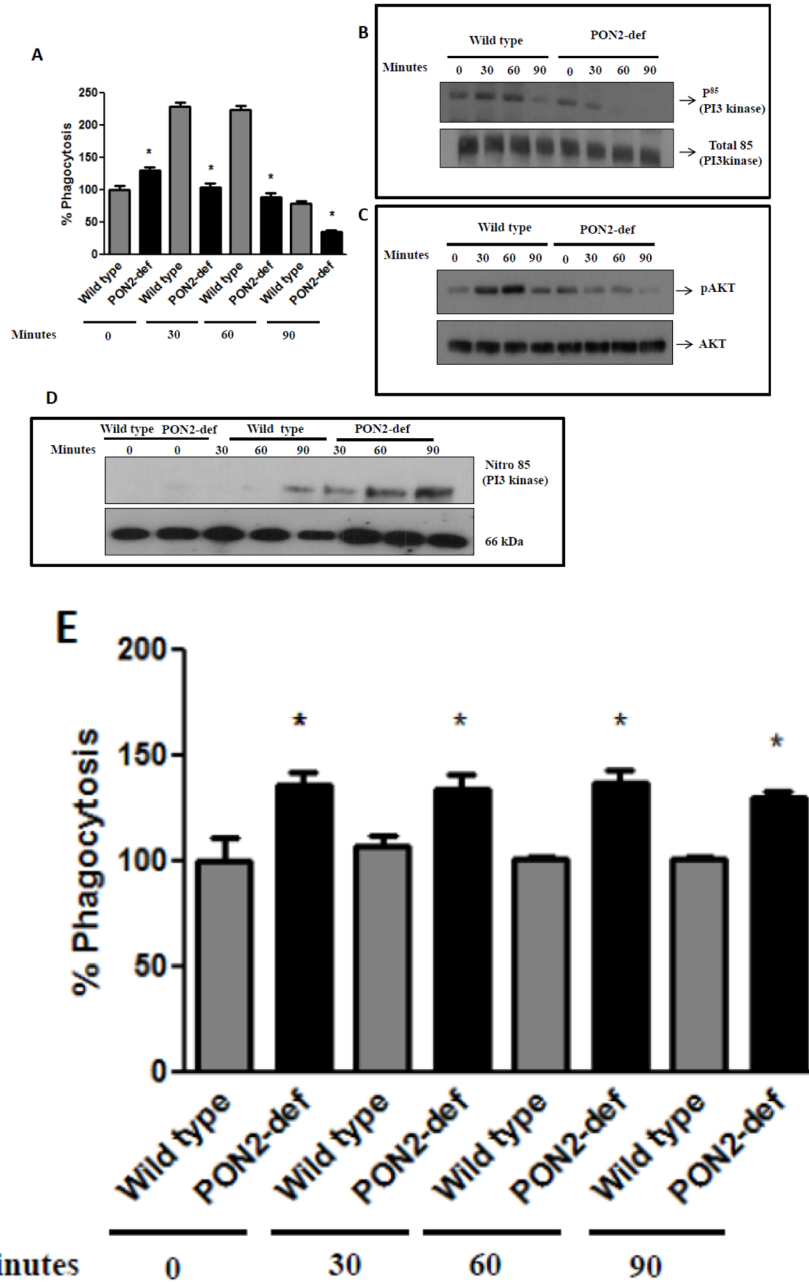 A
% Phagocytosis
250
200
150
100
50
0
*
*
*
*
Wild type
PON2-def
Wild type
PON2-def
Wild type
PON2-def
Wild type
PON2-def
Minutes
0
30
60
90
B
Wild type
PON2-def
Minutes
0 30 60 90 0 30 60 90
P85
(PI3 kinase)
Total 85
(PI3kinase)
C
Wild type
PON2-def
Minutes
0 30 60 90 0 30 60 90
pAKT
AKT
D
Wild type PON2-def Wild type PON2-def
Minutes 0 0 30 60 90 30 60 90
Nitro 85
(PI3 kinase)
66 kDa
E
% Phagocytosis
200
150
100
50
0
*
*
*
*
Wild type
PON2-def
Wild type
PON2-def
Wild type
PON2-def
Wild type
PON2-def
inutes
0
30
60
90